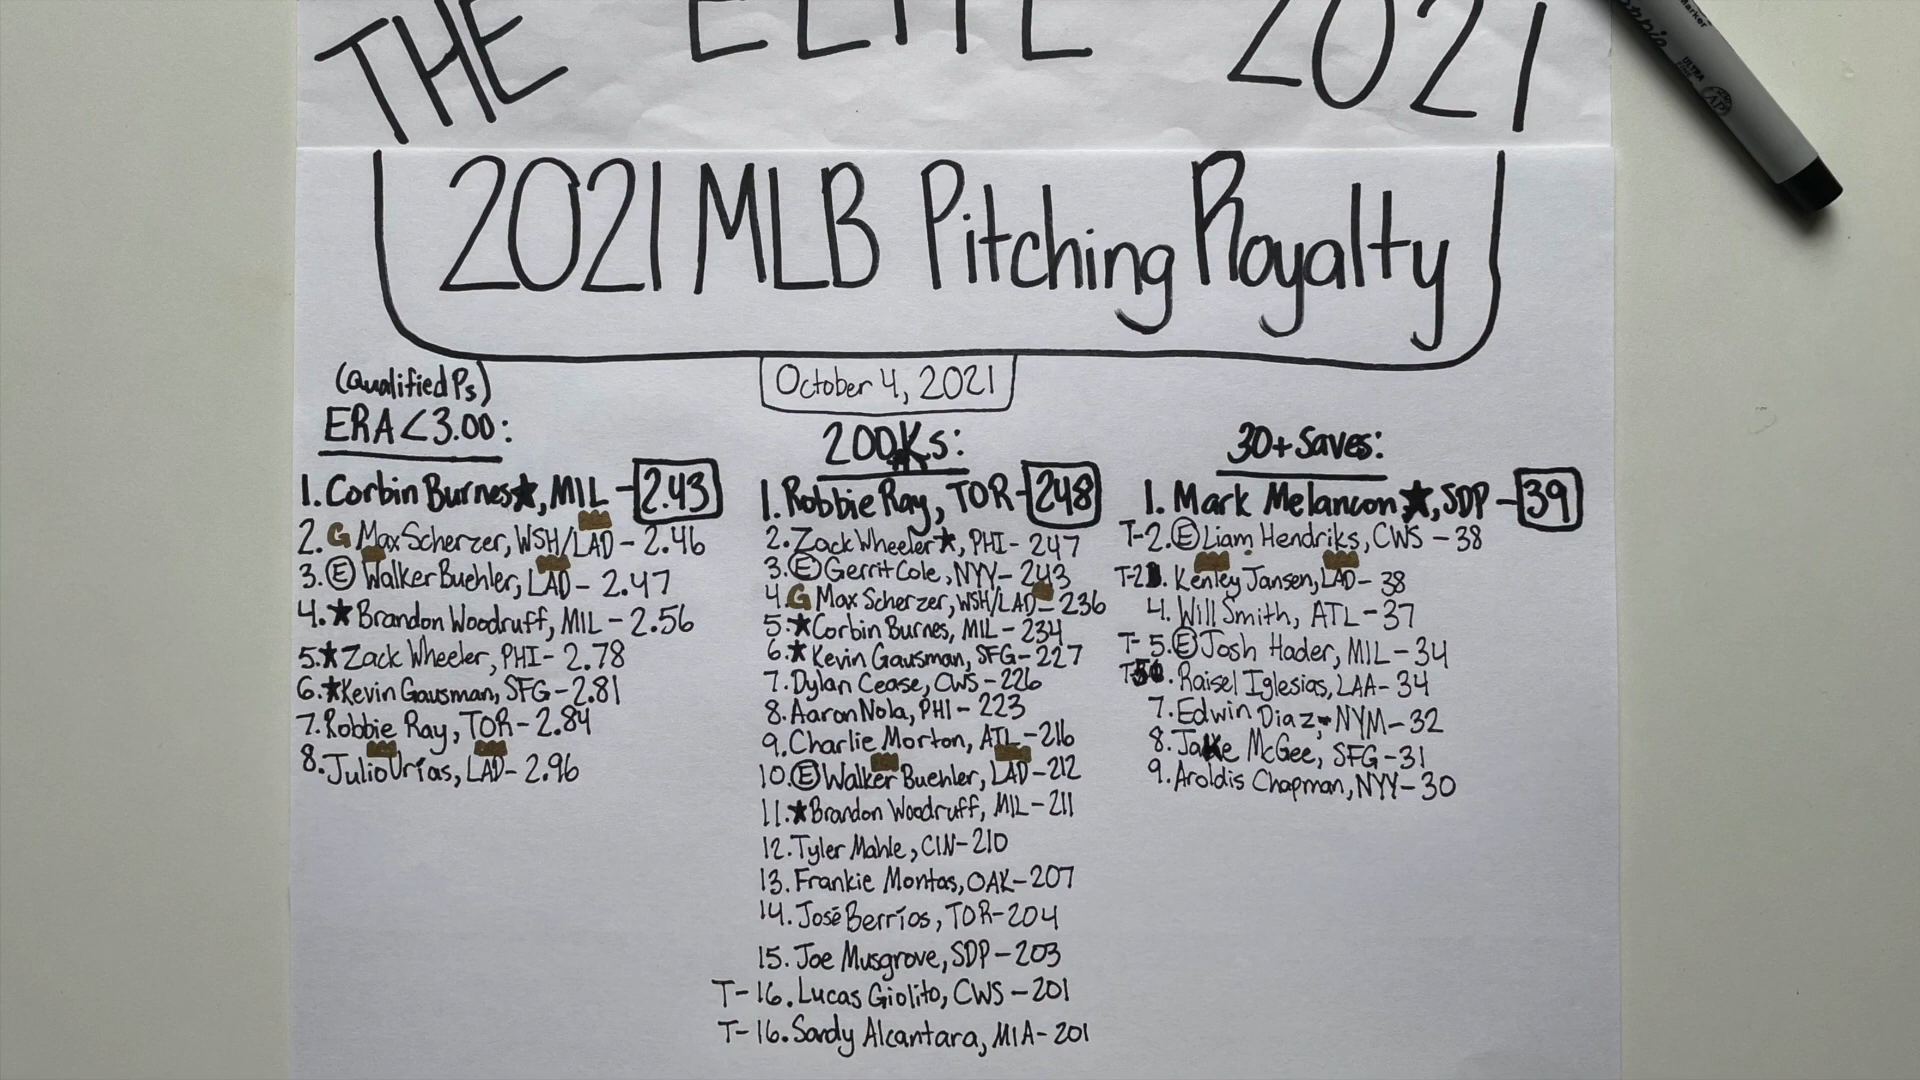 THE ELITE 2021
2021 MLB Pitching Royalty
October 4, 2021
(Qualified Ps)
ERA<3.00:
1. Corbin Burnes★, MIL - 2.43
2. G Max Scherzer, WSH/LAD - 2.46
3. Ⓔ Walker Buehler, LAD - 2.47
4. ★ Brandon Woodruff, MIL - 2.56
5. ★ Zack Wheeler, PHI - 2.78
6. ★ Kevin Gausman, SFG - 2.81
7. Robbie Ray, TOR - 2.84
8. Julio Urías, LAD - 2.96
200Ks:
1. Robbie Ray, TOR - 248
2. Zack Wheeler★, PHI - 247
3. Ⓔ Gerrit Cole, NYY - 243
4. G Max Scherzer, WSH/LAD - 236
5. ★ Corbin Burnes, MIL - 234
6. ★ Kevin Gausman, SFG - 227
7. Dylan Cease, CWS - 226
8. Aaron Nola, PHI - 223
9. Charlie Morton, ATL - 216
10. Ⓔ Walker Buehler, LAD - 212
11. ★ Brandon Woodruff, MIL - 211
12. Tyler Mahle, CIN - 210
13. Frankie Montas, OAK - 207
14. José Berríos, TOR - 204
15. Joe Musgrove, SDP - 203
T-16. Lucas Giolito, CWS - 201
T-16. Sandy Alcantara, MIA - 201
30+ Saves:
1. Mark Melancon★, SDP - 39
T-2. Ⓔ Liam Hendriks, CWS - 38
T-2. Kenley Jansen, LAD - 38
4. Will Smith, ATL - 37
T-5. Ⓔ Josh Hader, MIL - 34
T-5. Raisel Iglesias, LAA - 34
7. Edwin Diaz, NYM - 32
8. Jake McGee, SFG - 31
9. Aroldis Chapman, NYY - 30
Marker
ULTRA
AP